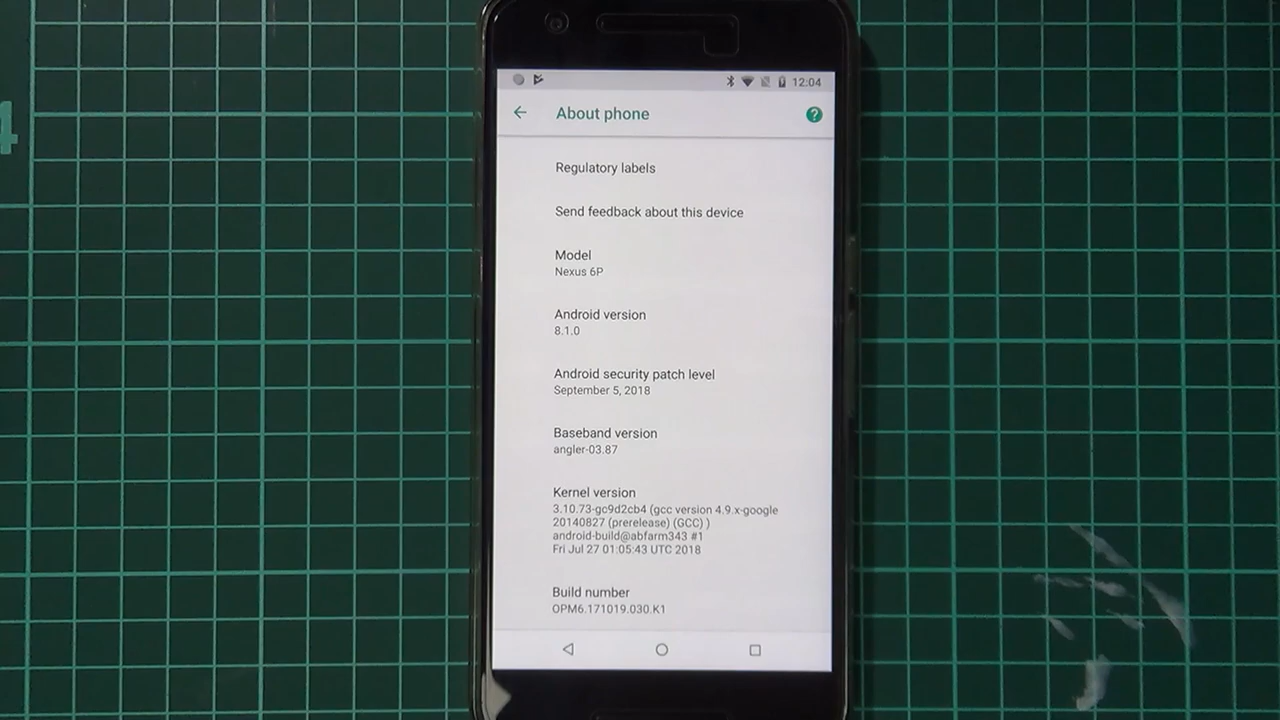 4
12:04
About phone
?
Regulatory labels
Send feedback about this device
Model
Nexus 6P
Android version
8.1.0
Android security patch level
September 5, 2018
Baseband version
angler-03.87
Kernel version
3.10.73-gc9d2cb4 (gcc version 4.9.x-google
20140827 (prerelease) (GCC) )
android-build@abfarm343 #1
Fri Jul 27 01:05:43 UTC 2018
Build number
OPM6.171019.030.K1